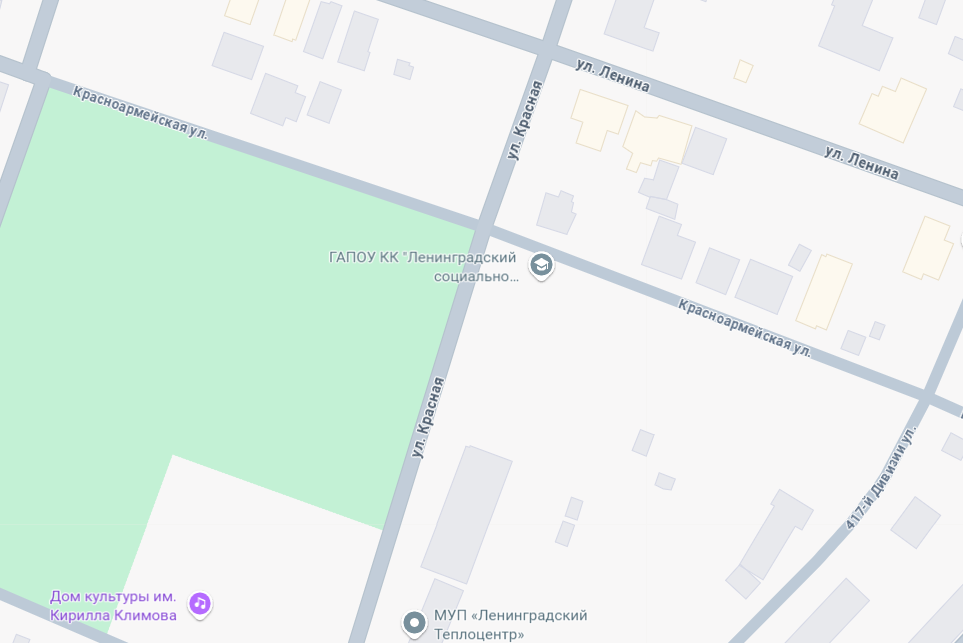 ул. Ленина
Красноармейская ул.
ул. Красная
ул. Ленина
ГАПОУ КК "Ленинградский
социально...
Красноармейская ул.
ул. Красная
417-й Дивизии ул.
Дом культуры им.
Кирилла Климова
МУП «Ленинградский
Теплоцентр»